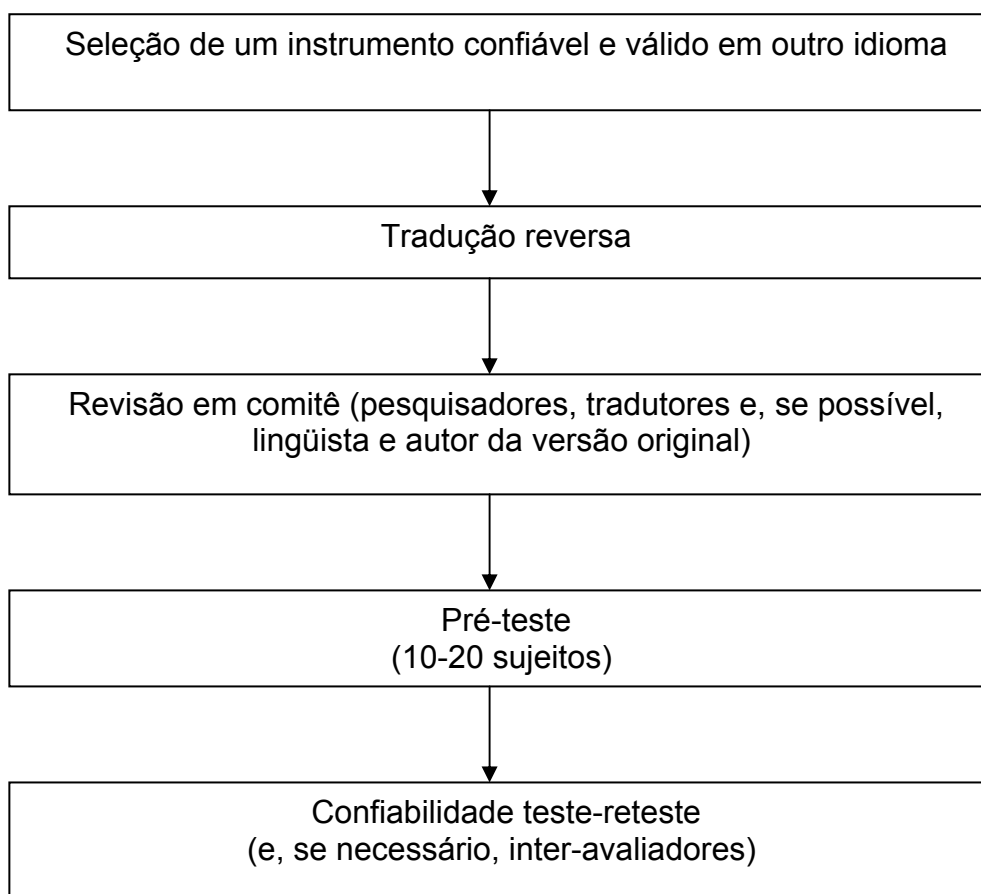 Seleção de um instrumento confiável e válido em outro idioma
Tradução reversa
Revisão em comitê (pesquisadores, tradutores e, se possível,
lingüista e autor da versão original)
Pré-teste
(10-20 sujeitos)
Confiabilidade teste-reteste
(e, se necessário, inter-avaliadores)